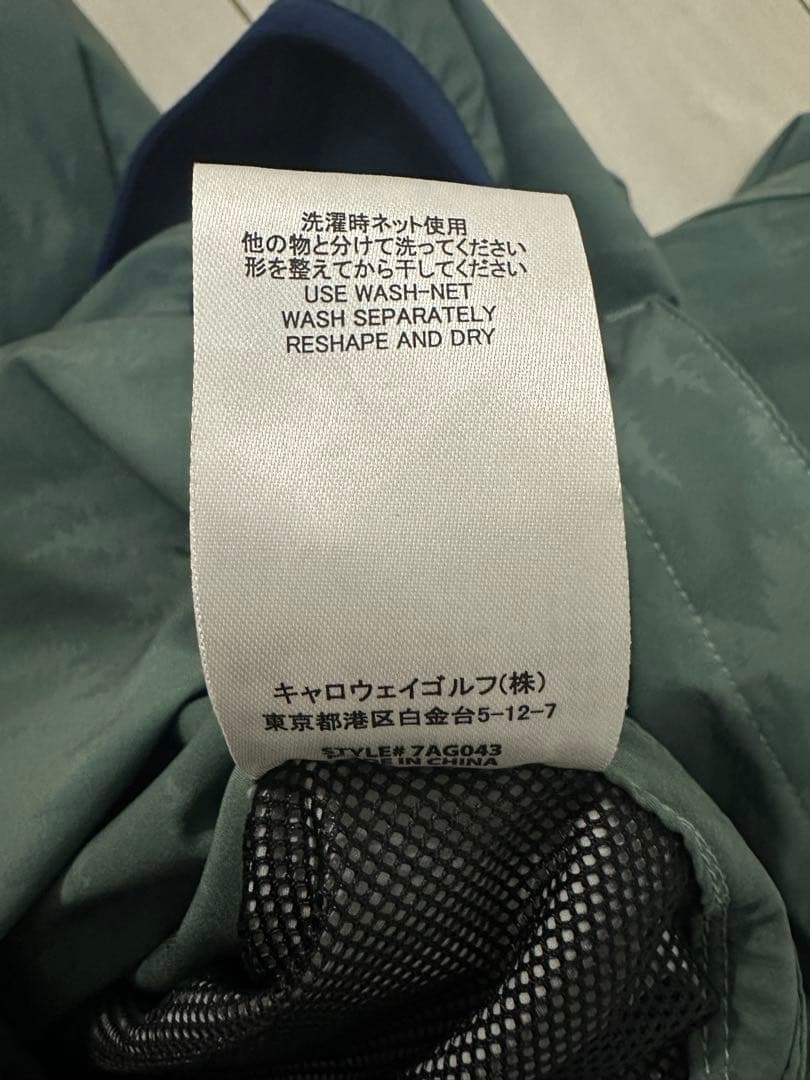 洗濯時ネット使用
他の物と分けて洗ってください
形を整えてから干してください
USE WASH-NET
WASH SEPARATELY
RESHAPE AND DRY
キャロウェイゴルフ(株)
東京都港区白金台5-12-7
STYLE# 7AG043
IN CHINA